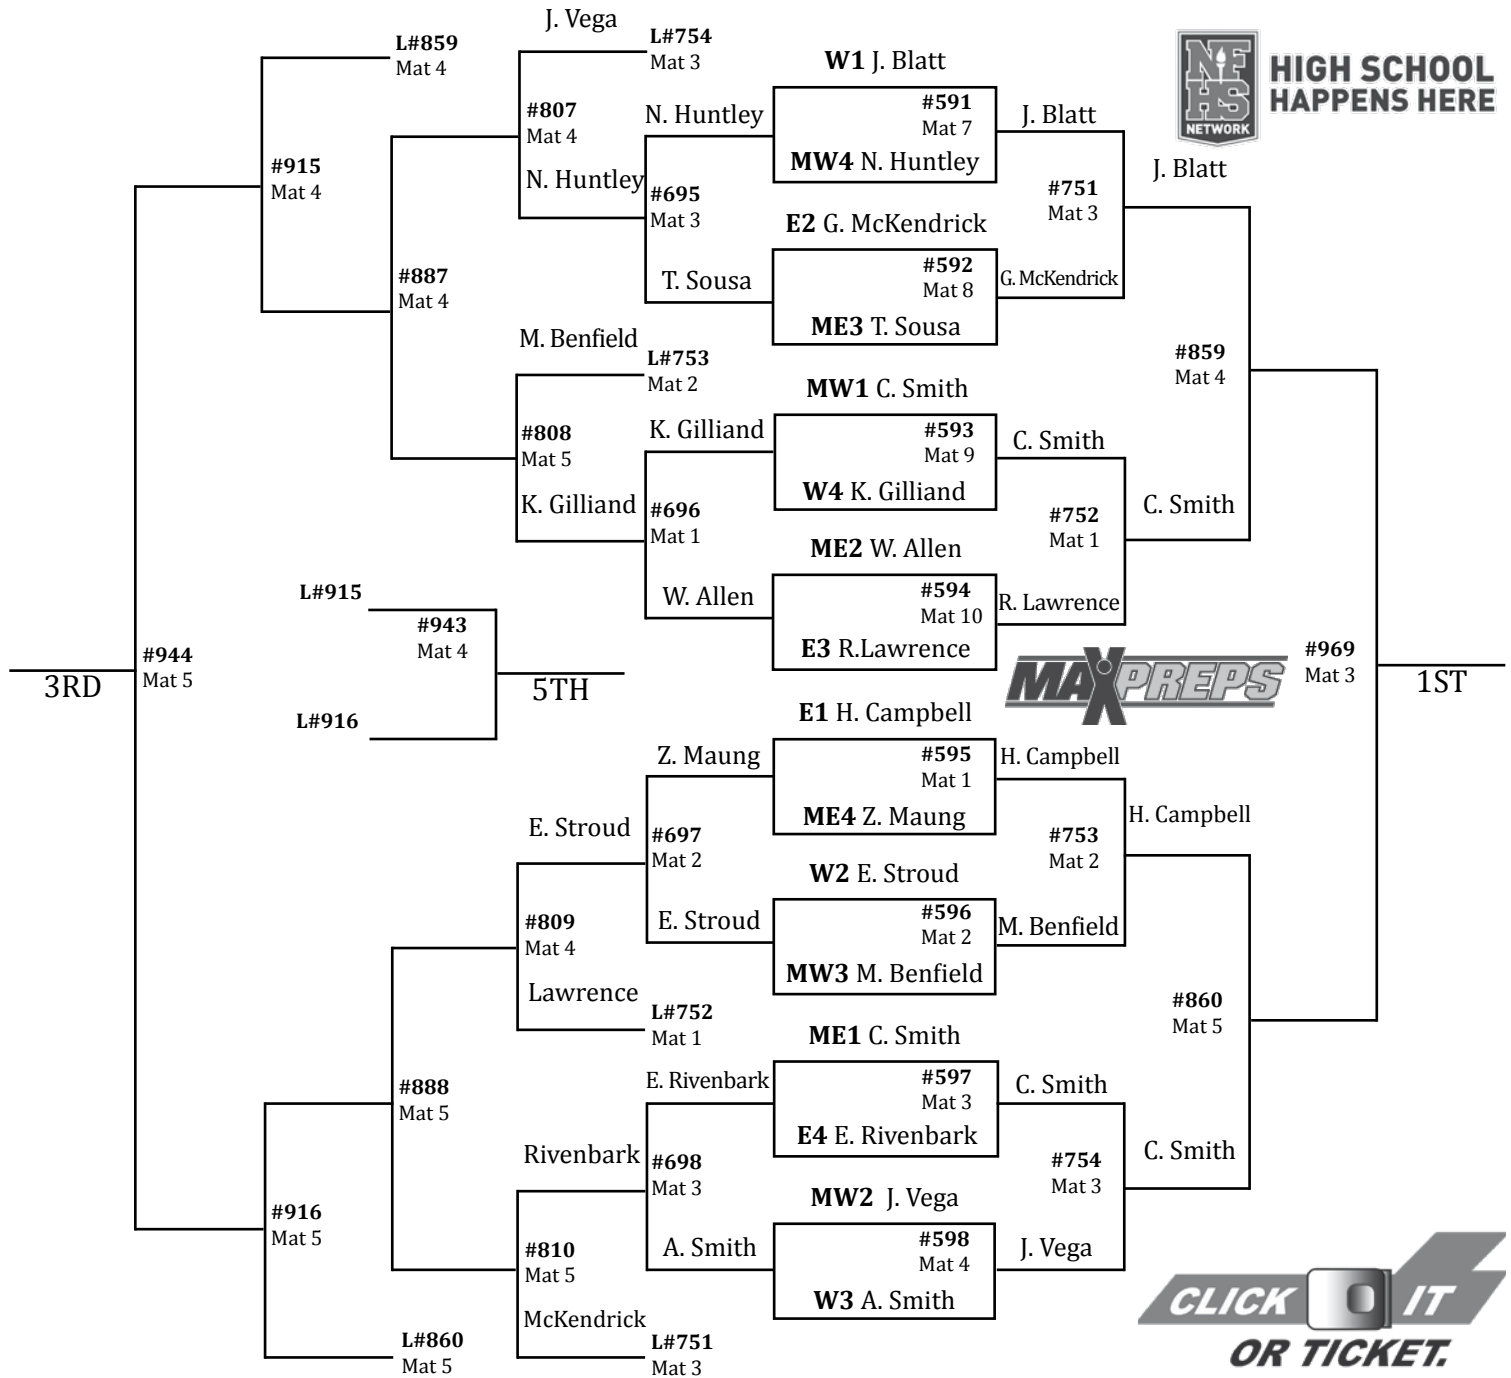 J. Vega
L#859
Mat 4
L#754
Mat 3
W1 J. Blatt
NFHS
NETWORK
HIGH SCHOOL
HAPPENS HERE
#807
Mat 4
N. Huntley
#591
Mat 7
J. Blatt
MW4 N. Huntley
#915
Mat 4
N. Huntley
#695
Mat 3
#751
Mat 3
J. Blatt
E2 G. McKendrick
#887
Mat 4
T. Sousa
#592
Mat 8
G. McKendrick
ME3 T. Sousa
M. Benfield
L#753
Mat 2
#859
Mat 4
MW1 C. Smith
#808
Mat 5
K. Gilliand
#593
Mat 9
C. Smith
W4 K. Gilliand
K. Gilliand
#696
Mat 1
#752
Mat 1
C. Smith
ME2 W. Allen
L#915
#943
Mat 4
W. Allen
#594
Mat 10
R. Lawrence
E3 R.Lawrence
#944
Mat 5
3RD
5TH
MAXPREPS
#969
Mat 3
1ST
L#916
E1 H. Campbell
Z. Maung
#595
Mat 1
H. Campbell
ME4 Z. Maung
E. Stroud
#697
Mat 2
#753
Mat 2
H. Campbell
W2 E. Stroud
#809
Mat 4
E. Stroud
#596
Mat 2
M. Benfield
MW3 M. Benfield
Lawrence
L#752
Mat 1
#860
Mat 5
ME1 C. Smith
#888
Mat 5
E. Rivenbark
#597
Mat 3
C. Smith
E4 E. Rivenbark
Rivenbark
#698
Mat 3
#754
Mat 3
C. Smith
MW2 J. Vega
#916
Mat 5
#810
Mat 5
A. Smith
#598
Mat 4
J. Vega
W3 A. Smith
McKendrick
L#860
Mat 5
L#751
Mat 3
CLICK IT
OR TICKET.